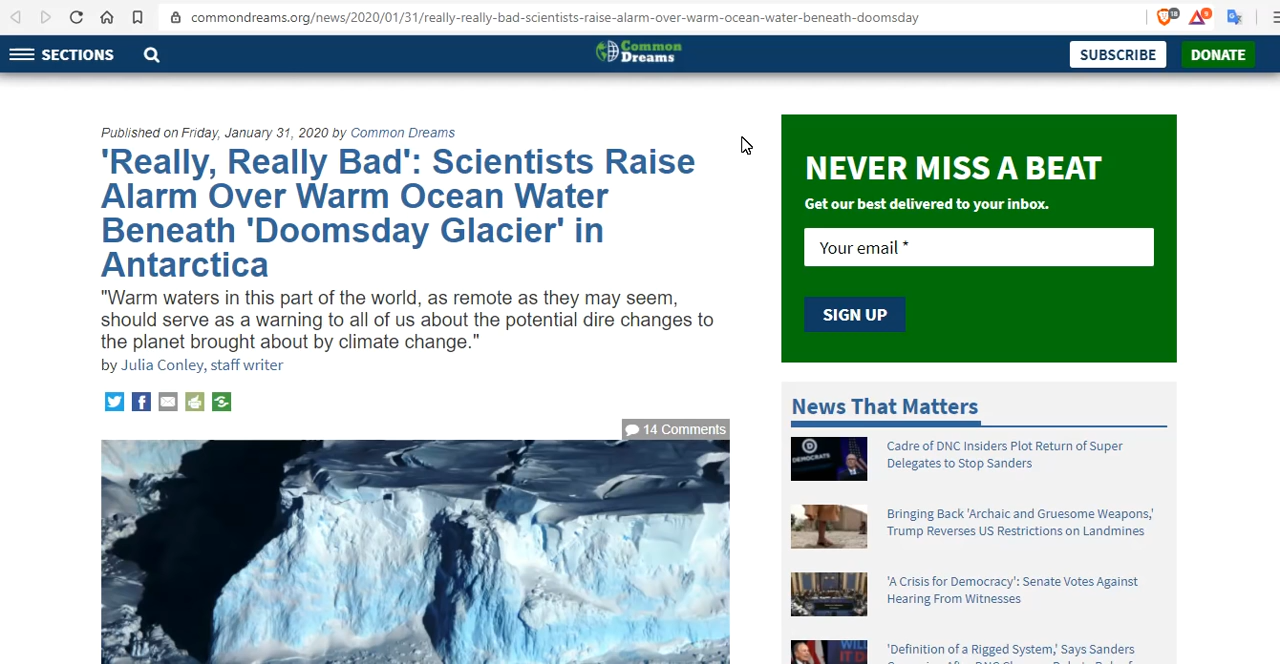 commondreams.org/news/2020/01/31/really-really-bad-scientists-raise-alarm-over-warm-ocean-water-beneath-doomsday
SECTIONS
Common
Dreams
SUBSCRIBE
DONATE
Published on Friday, January 31, 2020 by Common Dreams
'Really, Really Bad': Scientists Raise
Alarm Over Warm Ocean Water
Beneath 'Doomsday Glacier' in
Antarctica
"Warm waters in this part of the world, as remote as they may seem,
should serve as a warning to all of us about the potential dire changes to
the planet brought about by climate change."
by Julia Conley, staff writer
14 Comments
NEVER MISS A BEAT
Get our best delivered to your inbox.
Your email *
SIGN UP
News That Matters
DEMOCRATS
Cadre of DNC Insiders Plot Return of Super
Delegates to Stop Sanders
Bringing Back 'Archaic and Gruesome Weapons,'
Trump Reverses US Restrictions on Landmines
'A Crisis for Democracy': Senate Votes Against
Hearing From Witnesses
'Definition of a Rigged System,' Says Sanders